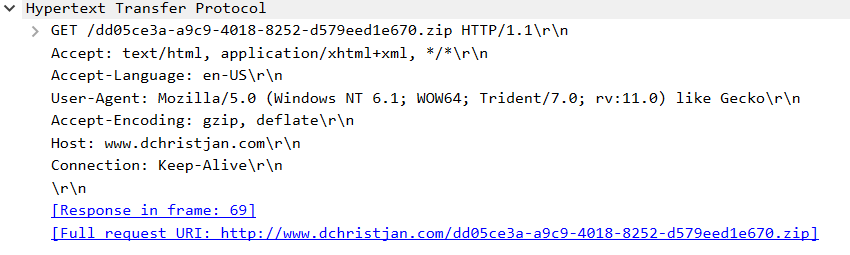 Hypertext Transfer Protocol
GET /dd05ce3a-a9c9-4018-8252-d579eed1e670.zip HTTP/1.1\r\n
Accept: text/html, application/xhtml+xml, */*\r\n
Accept-Language: en-US\r\n
User-Agent: Mozilla/5.0 (Windows NT 6.1; WOW64; Trident/7.0; rv:11.0) like Gecko\r\n
Accept-Encoding: gzip, deflate\r\n
Host: www.dchristjan.com\r\n
Connection: Keep-Alive\r\n
\r\n
[Response in frame: 69]
[Full request URI: http://www.dchristjan.com/dd05ce3a-a9c9-4018-8252-d579eed1e670.zip]